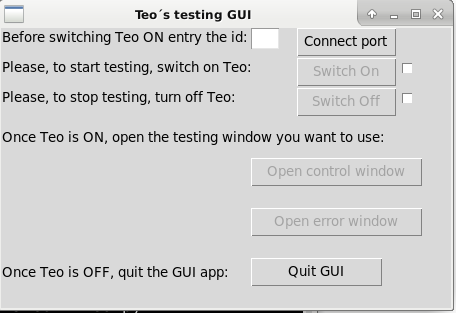 Teo´s testing GUI
Before switching Teo ON entry the id:
Connect port
Please, to start testing, switch on Teo:
Switch On
Please, to stop testing, turn off Teo:
Switch Off
Once Teo is ON, open the testing window you want to use:
Open control window
Open error window
Once Teo is OFF, quit the GUI app:
Quit GUI